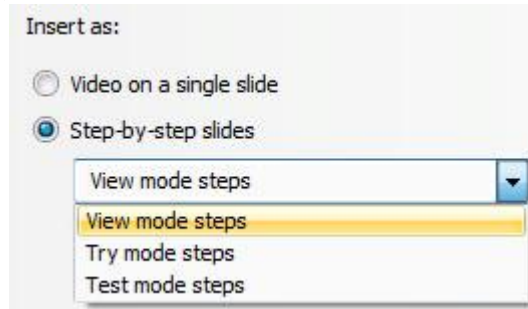 Insert as:
Video on a single slide
Step-by-step slides
View mode steps
View mode steps
Try mode steps
Test mode steps